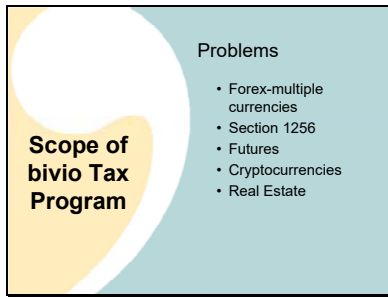 Problems
• Forex-multiple
currencies
• Section 1256
• Futures
• Cryptocurrencies
• Real Estate
Scope of
bivio Tax
Program